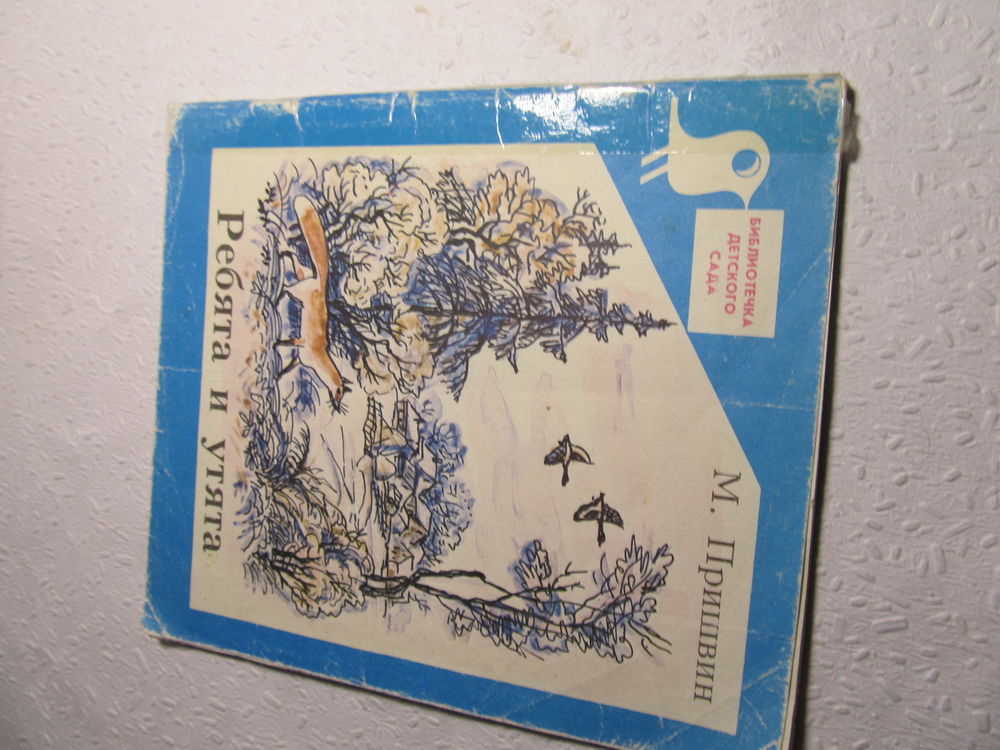 БИБЛИОТЕЧКА
ДЕТСКОГО
САДА
М. Пришвин
Ребята и утята